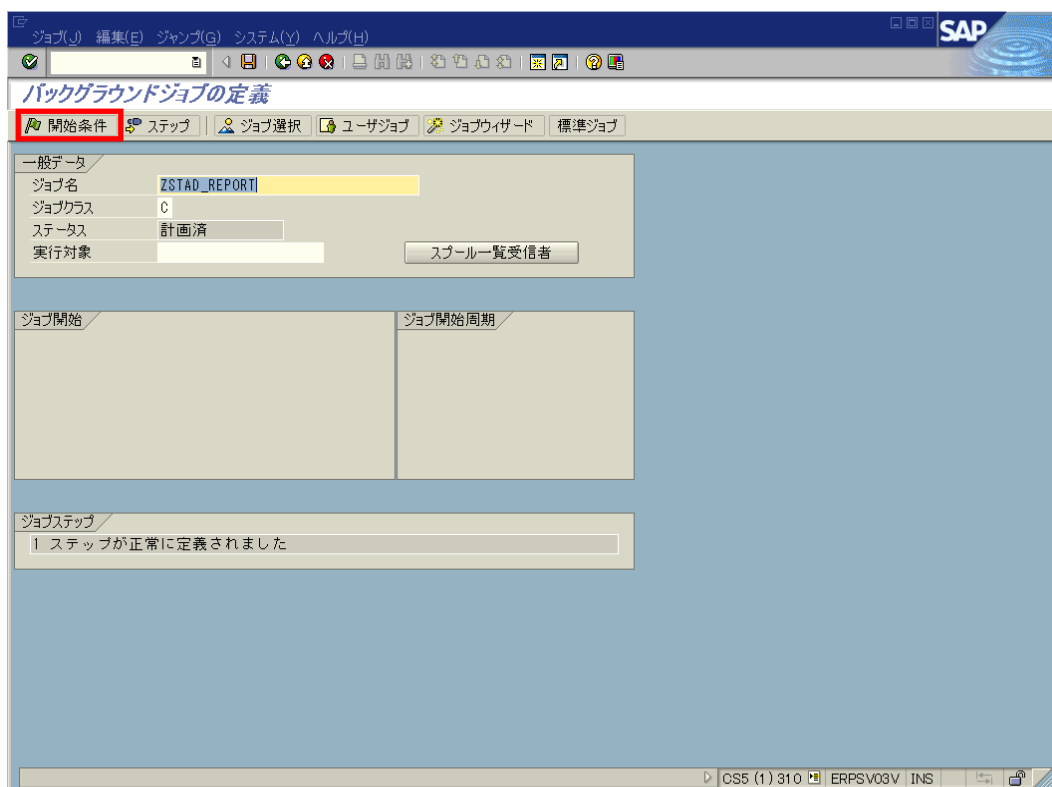 ジョブ(J) 編集(E) ジャンプ(G) システム(Y) ヘルプ(H)
SAP
バックグラウンドジョブの定義
開始条件 ステップ ジョブ選択 ユーザジョブ ジョブウィザード 標準ジョブ
一般データ
ジョブ名 ZSTAD_REPORT
ジョブクラス C
ステータス 計画済
実行対象 スプール一覧受信者
ジョブ開始 ジョブ開始周期
ジョブステップ
1 ステップが正常に定義されました
CS5 (1) 310 ERPSV03V INS